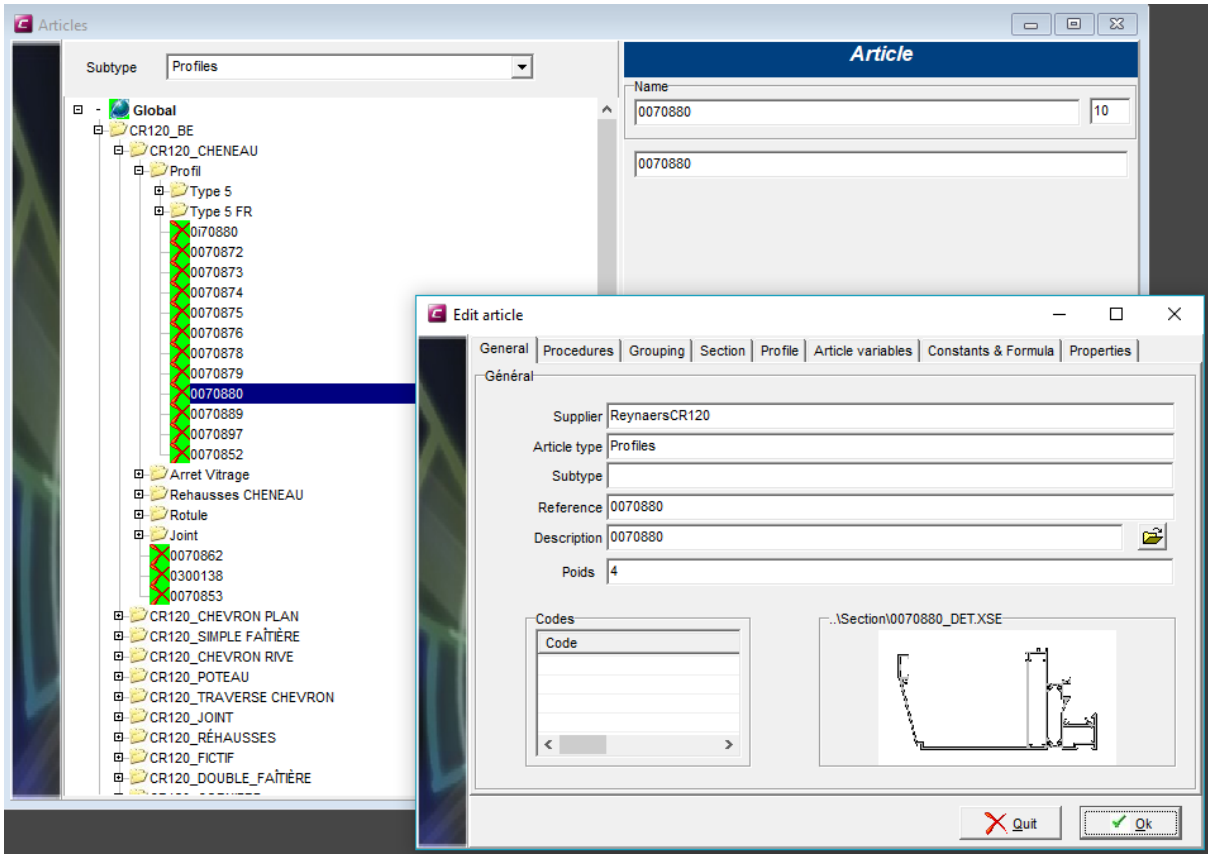 Articles
Subtype
Profiles
Global
CR120_BE
CR120_CHENEAU
Profil
Type 5
Type 5 FR
0i70880
0070872
0070873
0070874
0070875
0070876
0070878
0070879
0070880
0070889
0070897
0070852
Arret Vitrage
Rehausses CHENEAU
Rotule
Joint
0070862
0300138
0070853
CR120_CHEVRON PLAN
CR120_SIMPLE FAÎTIÈRE
CR120_CHEVRON RIVE
CR120_POTEAU
CR120_TRAVERSE CHEVRON
CR120_JOINT
CR120_RÉHAUSSES
CR120_FICTIF
CR120_DOUBLE_FAÎTIÈRE
Article
Name
0070880 10
0070880
Edit article
General Procedures Grouping Section Profile Article variables Constants & Formula Properties
Général
Supplier ReynaersCR120
Article type Profiles
Subtype
Reference 0070880
Description 0070880
Poids 4
Codes
Code
..\Section\0070880_DET.XSE
Quit Ok